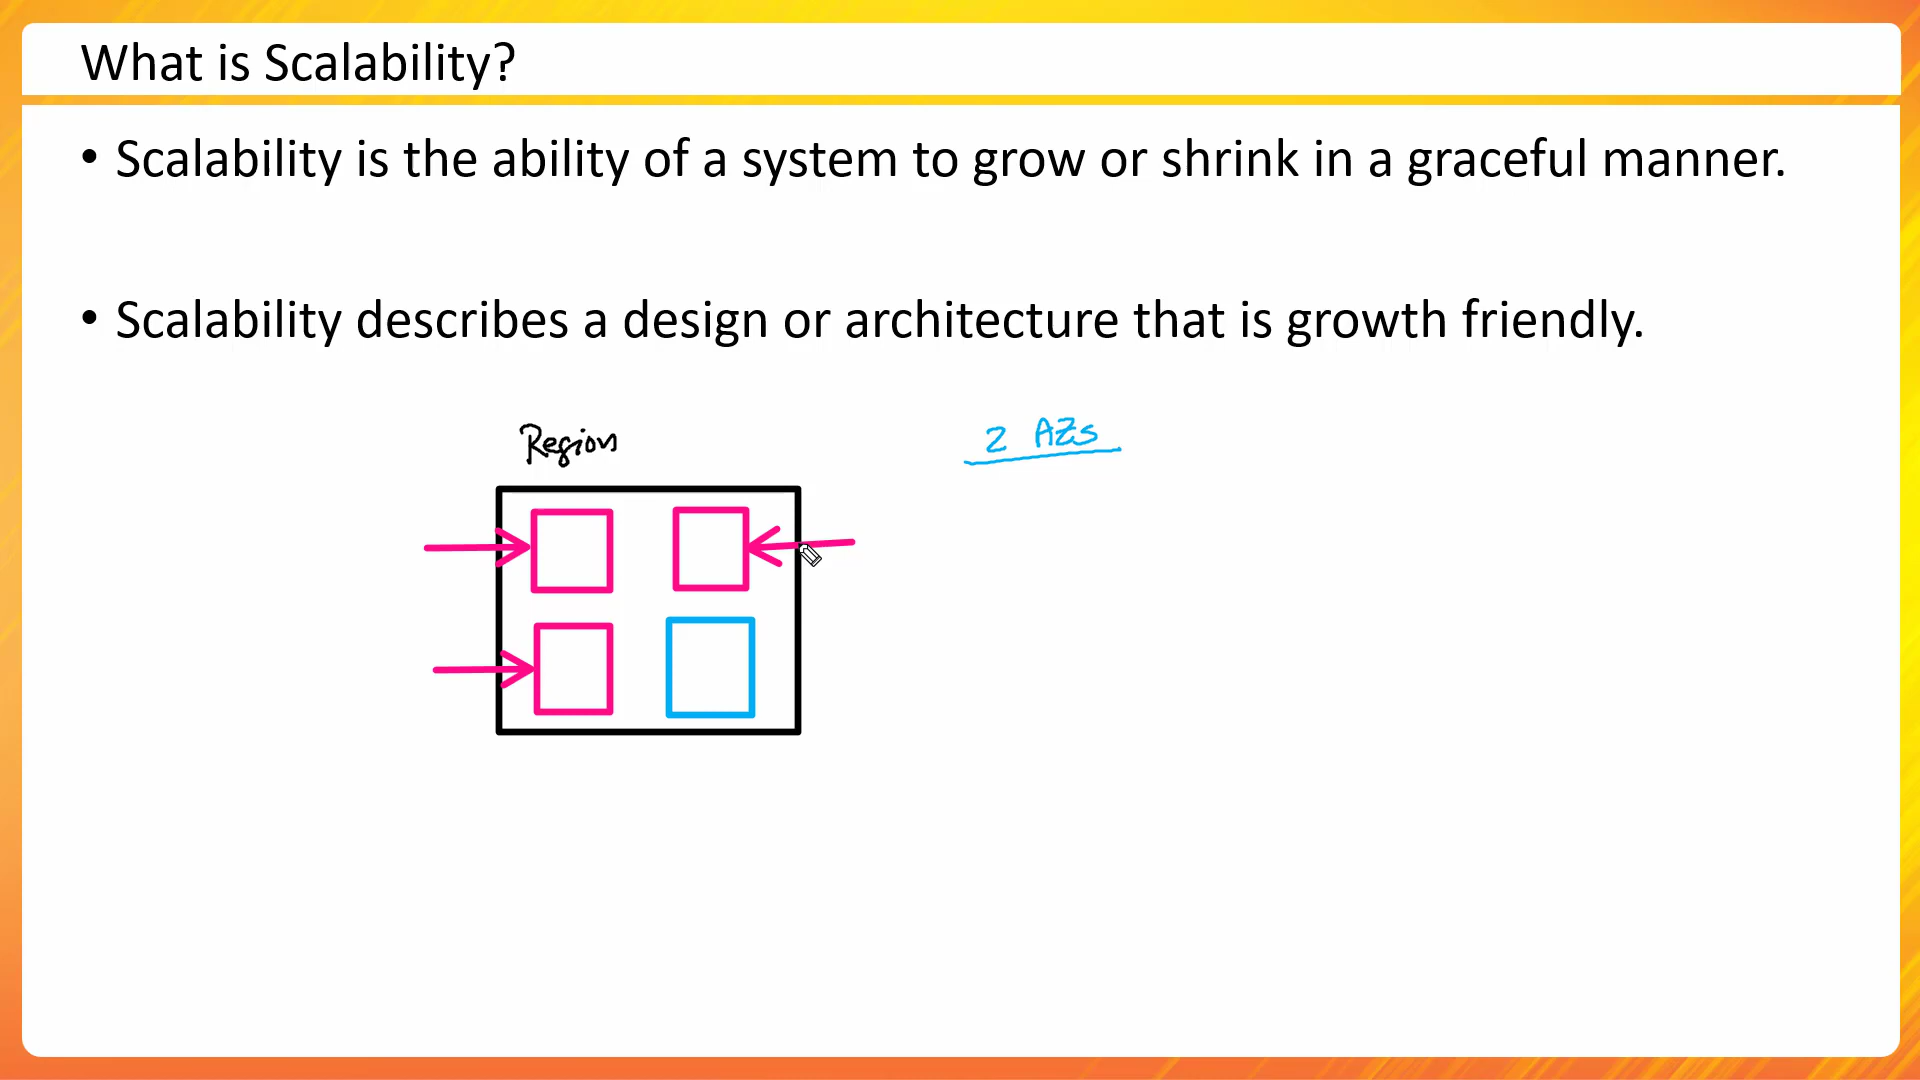 What is Scalability?
• Scalability is the ability of a system to grow or shrink in a graceful manner.
• Scalability describes a design or architecture that is growth friendly.
Region
2 AZs